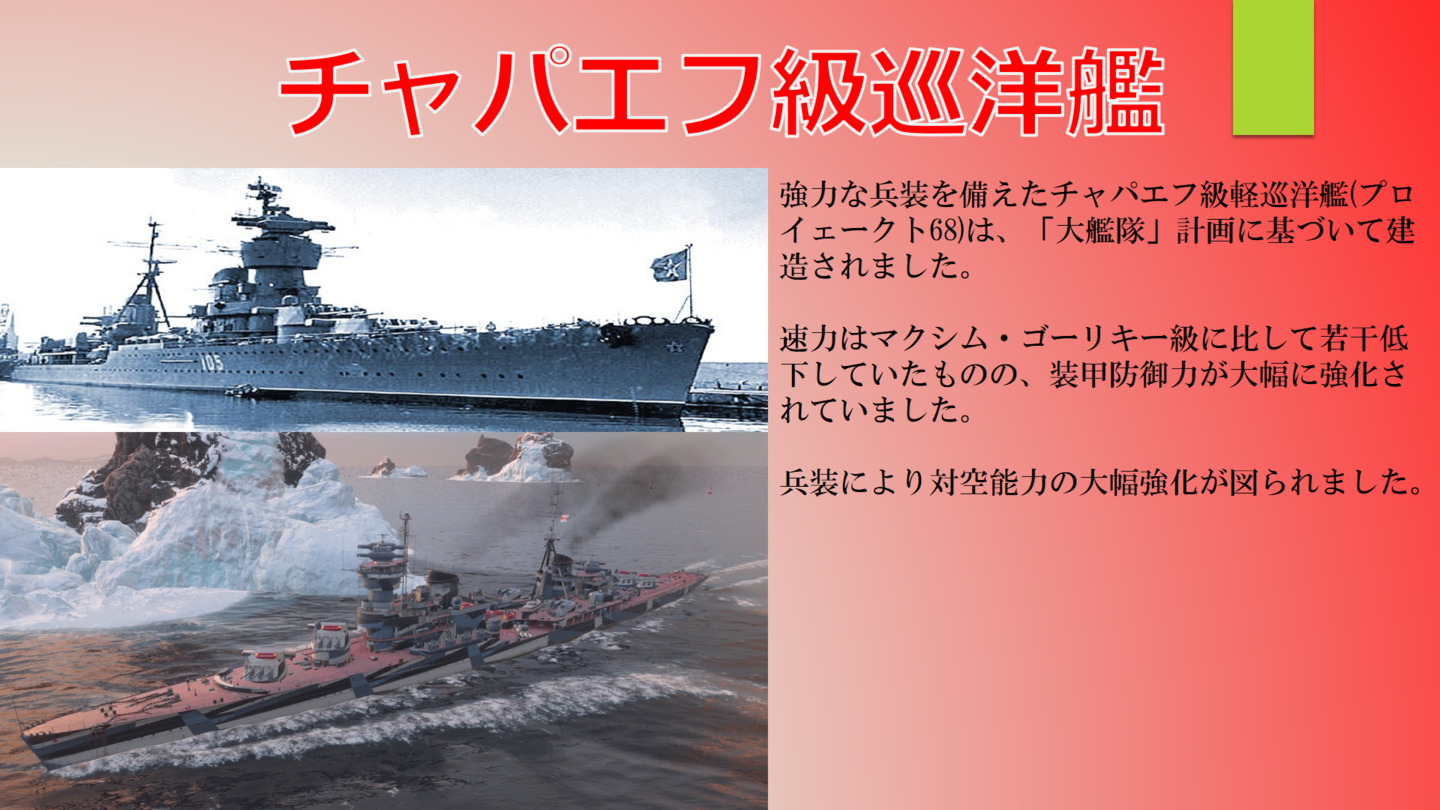 チャパエフ級巡洋艦
強力な兵装を備えたチャパエフ級軽巡洋艦(プロ
イェークト68)は、「大艦隊」計画に基づいて建
造されました。
速力はマクシム・ゴーリキー級に比して若干低
下していたものの、装甲防御力が大幅に強化さ
れていました。
兵装により対空能力の大幅強化が図られました。
105